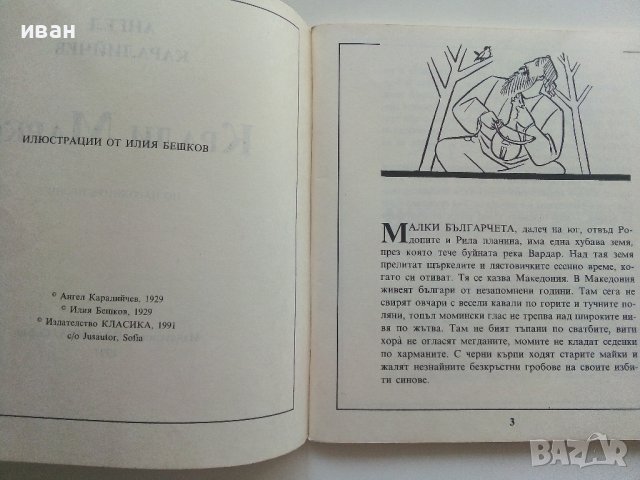 иван
АНГЕЛ
КАРАЛИЙЧЕВ
ИЛЮСТРАЦИИ ОТ ИЛИЯ БЕШКОВ
© Ангел Каралийчев, 1929
© Илия Бешков, 1929
© Издателство КЛАСИКА, 1991
c/o Jusautor, Sofia
МАЛКИ БЪЛГАРЧЕТА, далеч на юг, отвъд Ро-
допите и Рила планина, има една хубава земя,
през която тече буйната река Вардар. Над тая земя
прелитат щъркелите и лястовичките есенно време, ко-
гато си отиват. Тя се казва Македония. В Македония
живеят българи от незапомнени години. Там сега не
свирят овчари с весели кавали по горите и тучните по-
ляни, топъл момински глас не трепва над широките ни-
вя по жътва. Там не бият тъпани по сватбите, вити
хора̀ не огласят мегданите, момите не кладат седенки
по харманите. С черни кърпи ходят старите майки и
жалят незнайните безкръстни гробове на своите изби-
ти синове.
3
BAZAR